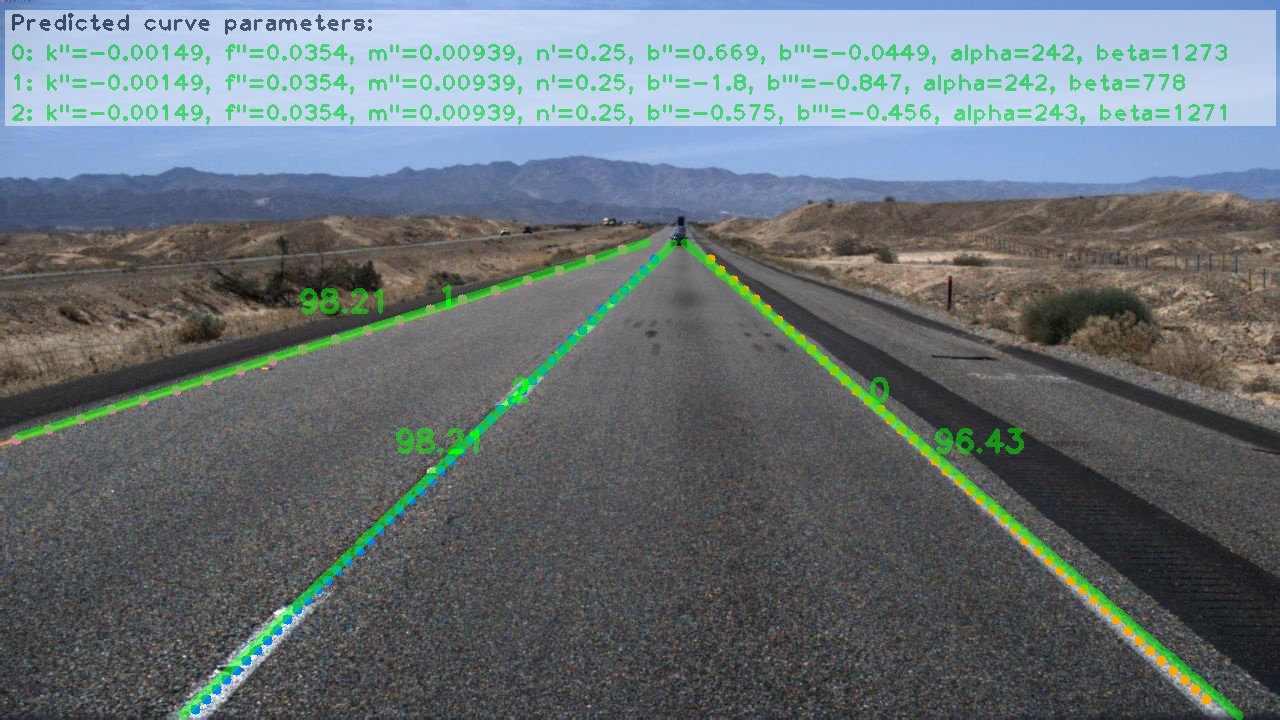 Predicted curve parameters:
0: k''=-0.00149, f''=0.0354, m''=0.00939, n'=0.25, b''=0.669, b'''=-0.0449, alpha=242, beta=1273
1: k''=-0.00149, f''=0.0354, m''=0.00939, n'=0.25, b''=-1.8, b'''=-0.847, alpha=242, beta=778
2: k''=-0.00149, f''=0.0354, m''=0.00939, n'=0.25, b''=-0.575, b'''=-0.456, alpha=243, beta=1271
98.21 1
2 0
98.21 96.43